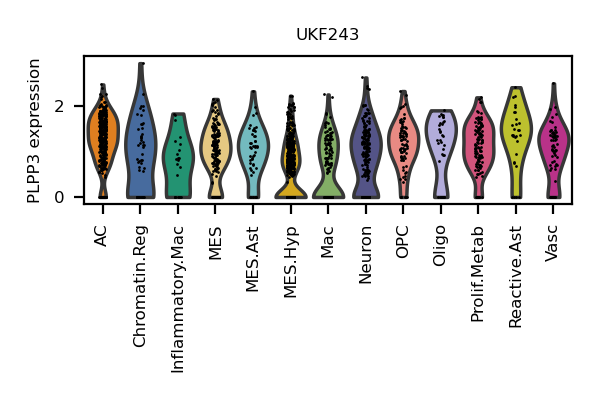 UKF243
PLPP3 expression
2
0
AC
Chromatin.Reg
Inflammatory.Mac
MES
MES.Ast
MES.Hyp
Mac
Neuron
OPC
Oligo
Prolif.Metab
Reactive.Ast
Vasc